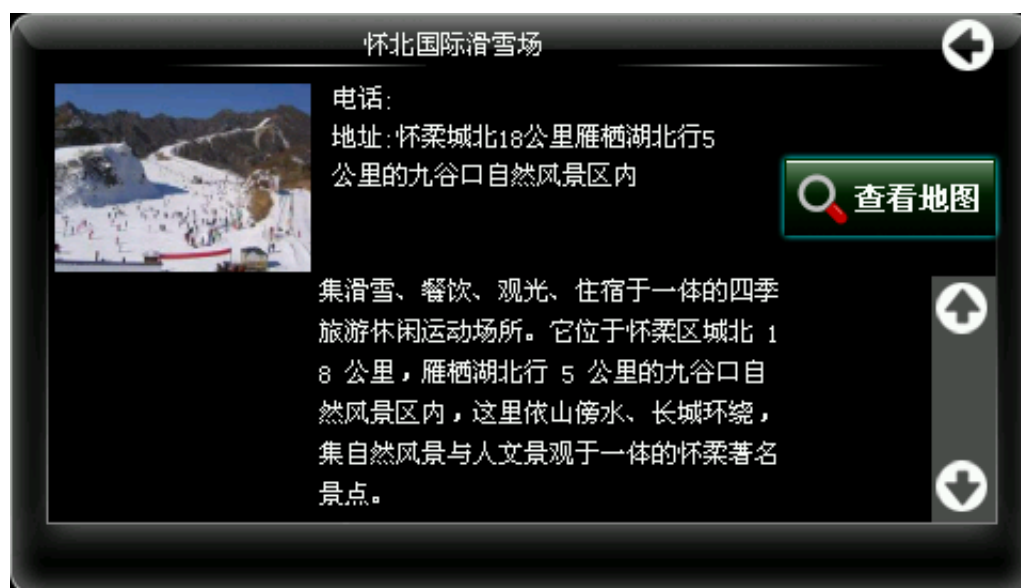 怀北国际滑雪场
电话:
地址:怀柔城北18公里雁栖湖北行5
公里的九谷口自然风景区内
查看地图
集滑雪、餐饮、观光、住宿于一体的四季
旅游休闲运动场所。它位于怀柔区城北 1
8 公里，雁栖湖北行 5 公里的九谷口自
然风景区内，这里依山傍水、长城环绕，
集自然风景与人文景观于一体的怀柔著名
景点。